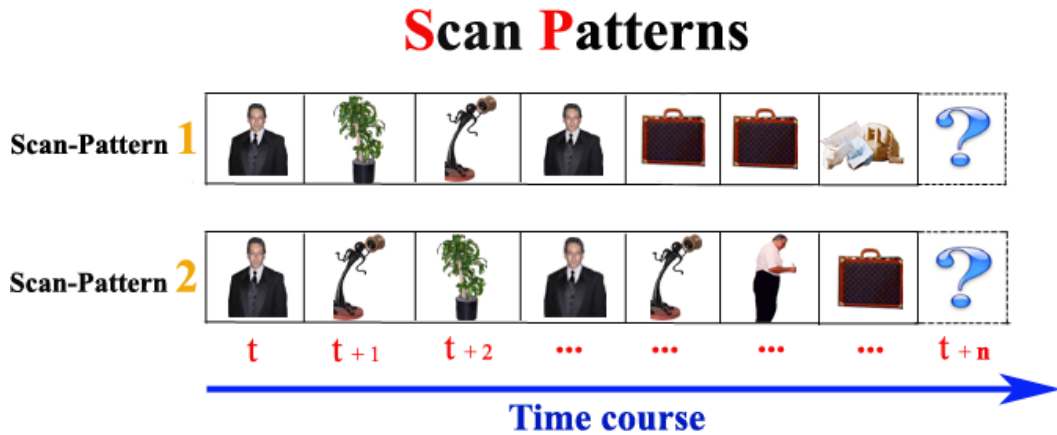 Scan Patterns
Scan-Pattern 1
?
Scan-Pattern 2
?
t t + 1 t + 2 ... ... ... ... t + n
Time course